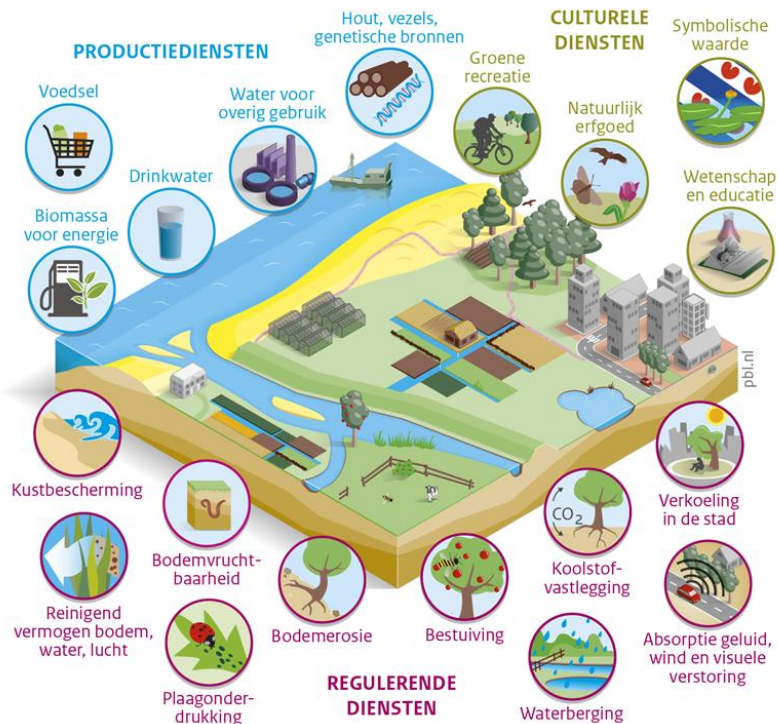 PRODUCTIEDIENSTEN
Voedsel
Drinkwater
Biomassa
voor energie
Water voor
overig gebruik
Hout, vezels,
genetische bronnen
CULTURELE
DIENSTEN
Groene
recreatie
Natuurlijk
erfgoed
Symbolische
waarde
Wetenschap
en educatie
pbl.nl
REGULERENDE
DIENSTEN
Kustbescherming
Reinigend
vermogen bodem,
water, lucht
Bodemvrucht-
baarheid
Plaagonder-
drukking
Bodemerosie
Bestuiving
CO2
Koolstof-
vastlegging
Waterberging
Verkoeling
in de stad
Absorptie geluid,
wind en visuele
verstoring